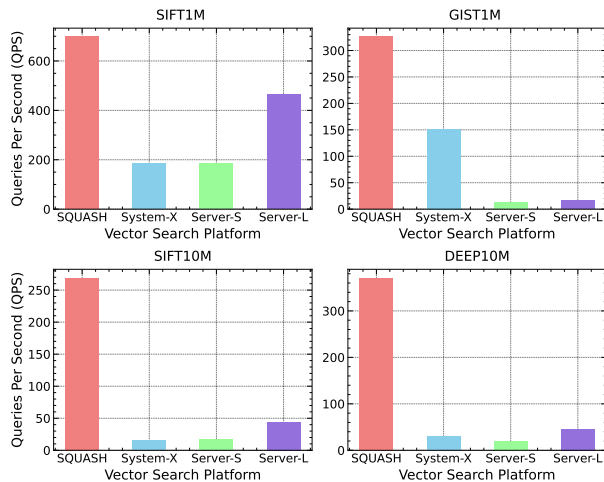 SIFT1M
Queries Per Second (QPS)
600
400
200
0
SQUASH System-X Server-S Server-L
Vector Search Platform
GIST1M
300
250
200
150
100
50
0
SQUASH System-X Server-S Server-L
Vector Search Platform
SIFT10M
Queries Per Second (QPS)
250
200
150
100
50
0
SQUASH System-X Server-S Server-L
Vector Search Platform
DEEP10M
300
200
100
0
SQUASH System-X Server-S Server-L
Vector Search Platform